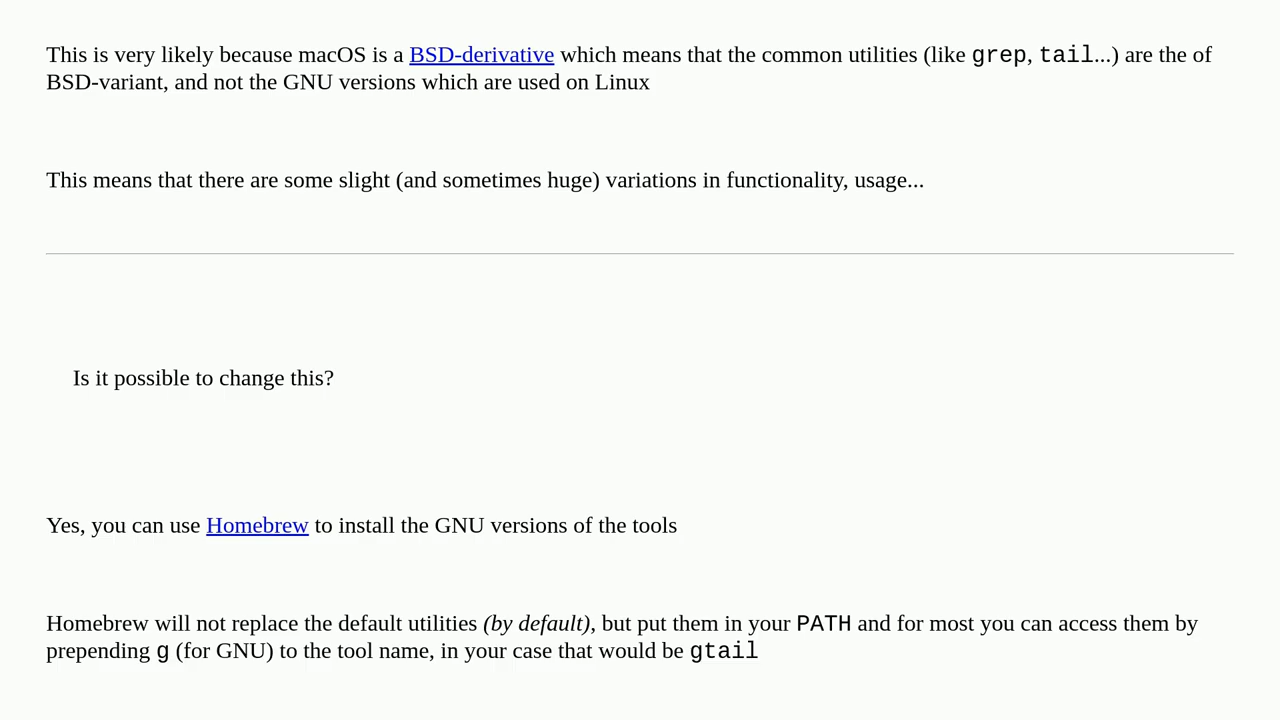 This is very likely because macOS is a BSD-derivative which means that the common utilities (like grep, tail...) are the of
BSD-variant, and not the GNU versions which are used on Linux
This means that there are some slight (and sometimes huge) variations in functionality, usage...
Is it possible to change this?
Yes, you can use Homebrew to install the GNU versions of the tools
Homebrew will not replace the default utilities (by default), but put them in your PATH and for most you can access them by
prepending g (for GNU) to the tool name, in your case that would be gtail